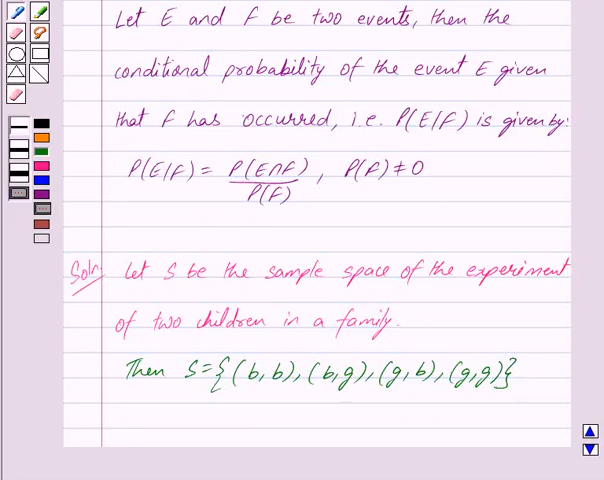 Let E and F be two events, then the
conditional probability of the event E given
that F has occurred, i.e. P(E/F) is given by:
P(E/F) = P(E∩F)/P(F), P(F) ≠ 0
Soln. Let S be the sample space of the experiment
of two children in a family.
Then S={(b,b),(b,g),(g,b),(g,g)}